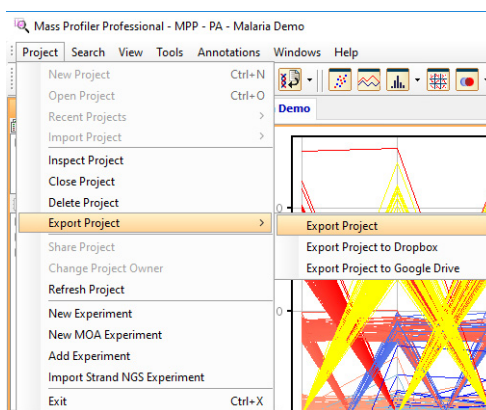 Mass Profiler Professional - MPP - PA - Malaria Demo
Project Search View Tools Annotations Windows Help
New Project Ctrl+N
Open Project Ctrl+O
Recent Projects >
Import Project >
Demo
Inspect Project
Close Project
Delete Project
Export Project >
Export Project
Export Project to Dropbox
Export Project to Google Drive
Share Project
Change Project Owner
Refresh Project
New Experiment
New MOA Experiment
Add Experiment
Import Strand NGS Experiment
Exit Ctrl+X
0
0